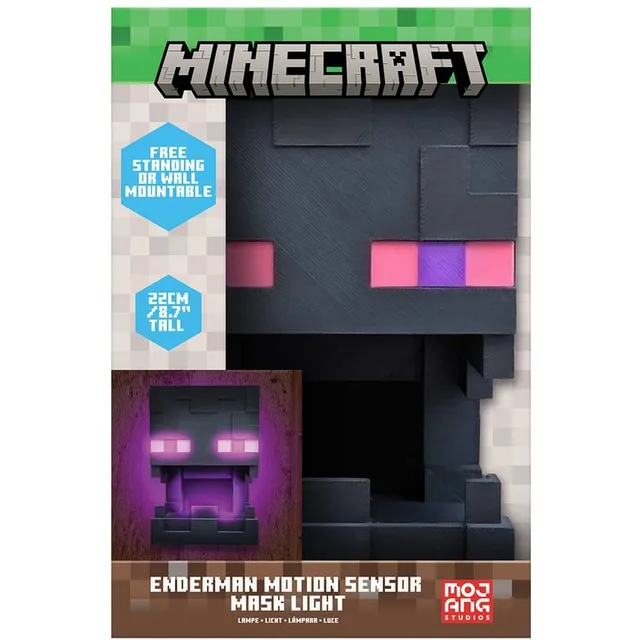 MINECRAFT
FREE
STANDING
OR WALL
MOUNTABLE
22CM
/8.7"
TALL
ENDERMAN MOTION SENSOR
MASK LIGHT
LAMPE • LICHT • LÁMPARA • LUCE
MOJ
ANG
STUDIOS